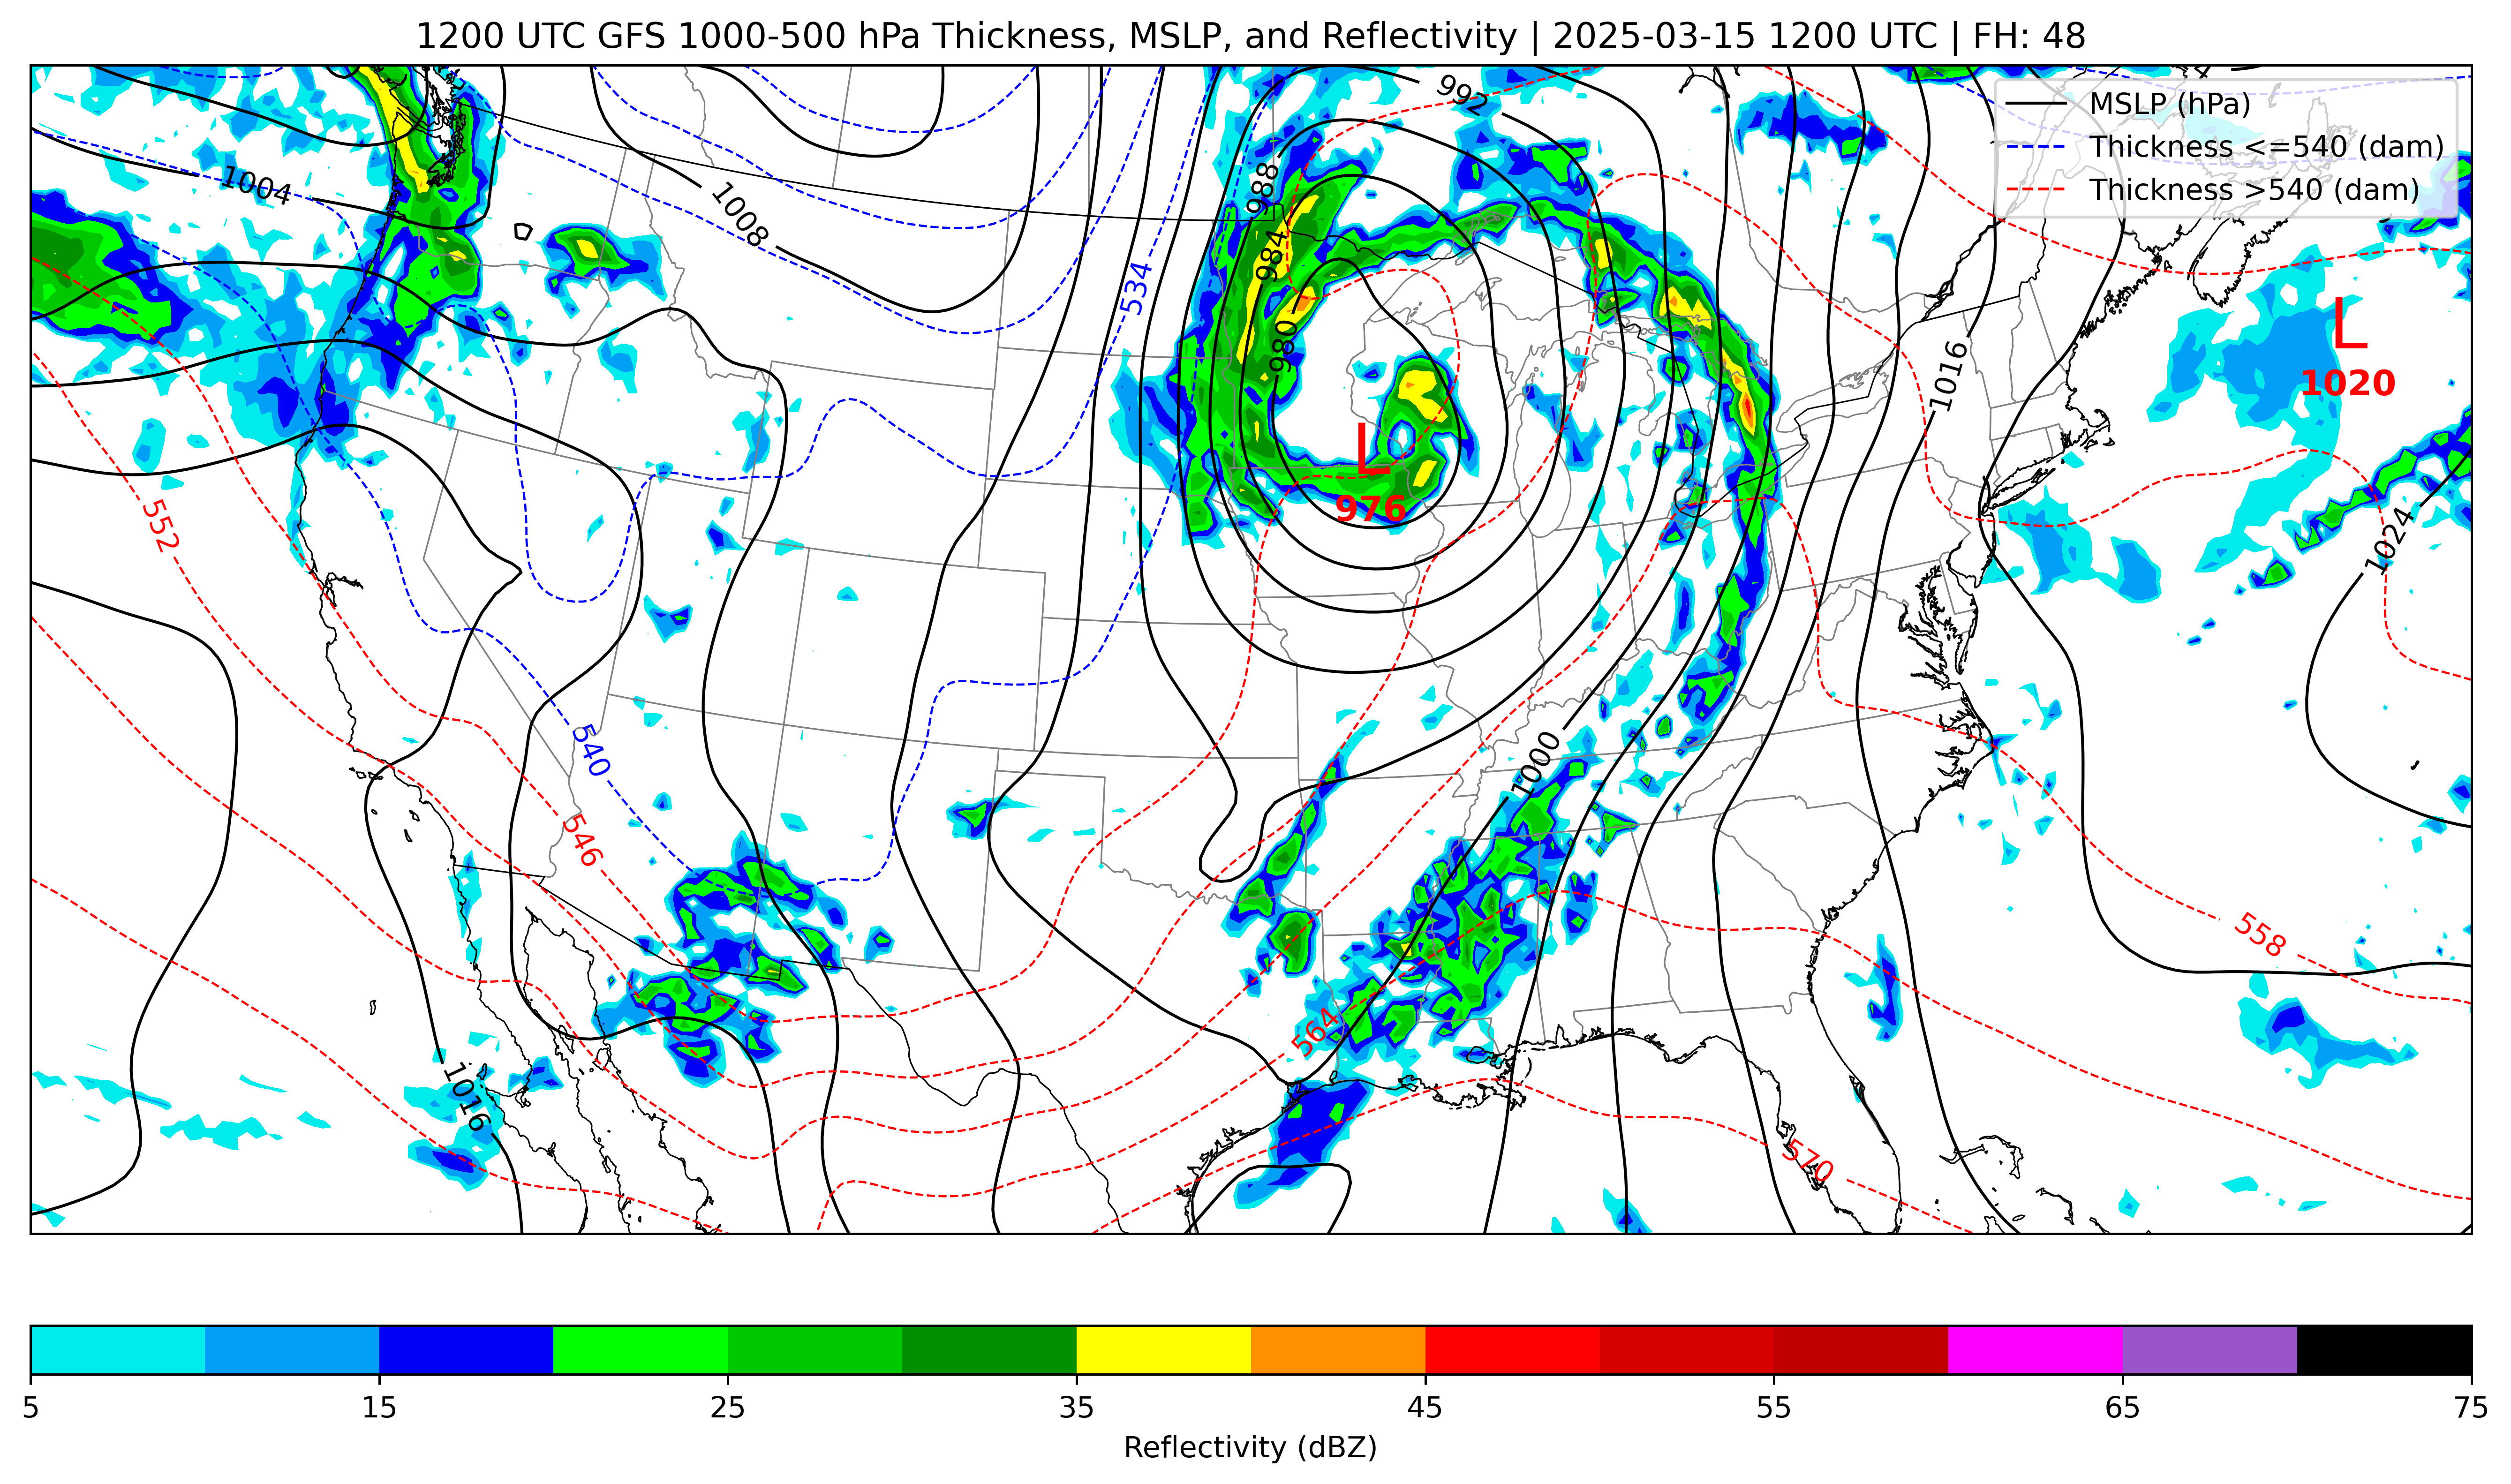 1200 UTC GFS 1000-500 hPa Thickness, MSLP, and Reflectivity | 2025-03-15 1200 UTC | FH: 48
992
MSLP (hPa)
Thickness <=540 (dam)
Thickness >540 (dam)
1004
988
1008
984
534
L
1020
980
1016
L
976
552
1024
540
1000
546
558
564
1016
570
5 15 25 35 45 55 65 75
Reflectivity (dBZ)